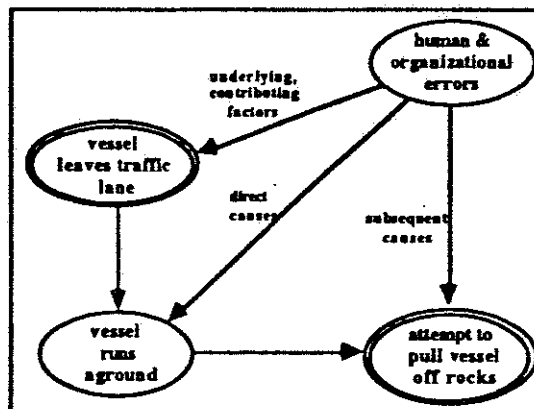 human &
organizational
errors
underlying,
contributing
factors
vessel
leaves traffic
lane
direct
causes
subsequent
causes
vessel
runs
aground
attempt to
pull vessel
off rocks